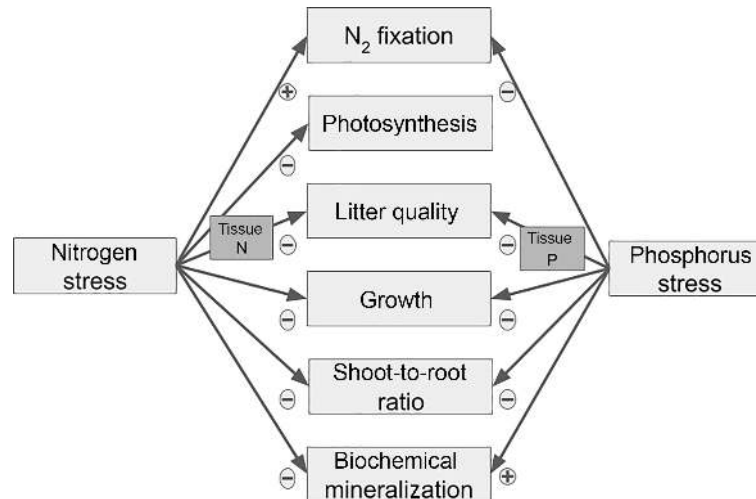 N₂ fixation
+
−
Photosynthesis
−
Litter quality
Tissue
N
Tissue
P
−
−
Nitrogen
stress
Phosphorus
stress
Growth
−
−
Shoot-to-root
ratio
−
−
Biochemical
mineralization
−
+